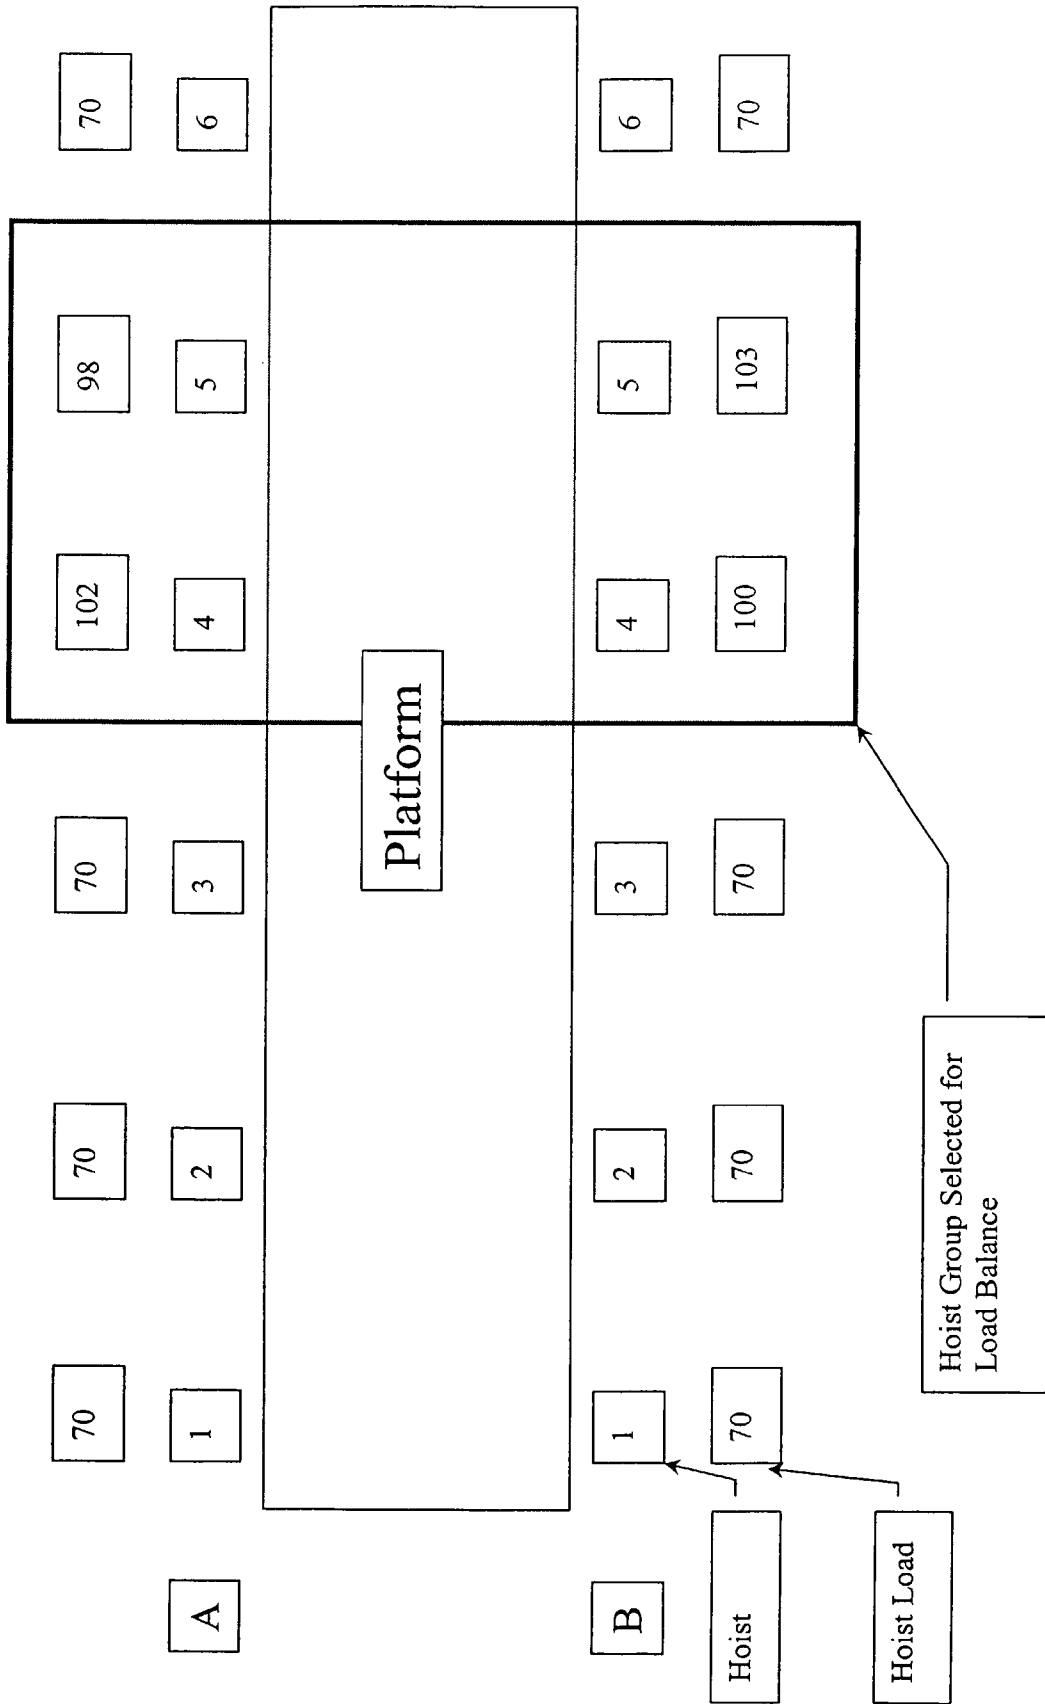 70 70 70 102 98 70
A 1 2 3 4 5 6
Platform
B 1 2 3 4 5 6
Hoist 70 70 70 100 103 70
Hoist Load
Hoist Group Selected for
Load Balance